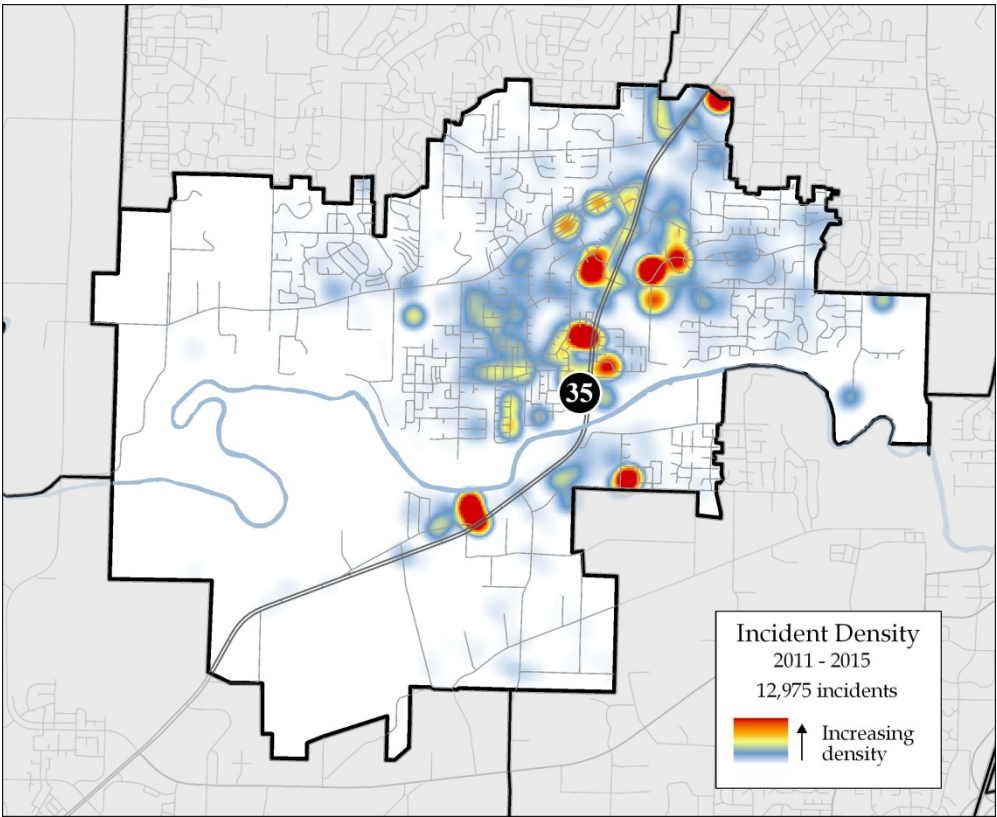 35
Incident Density
2011 - 2015
12,975 incidents
Increasing
density